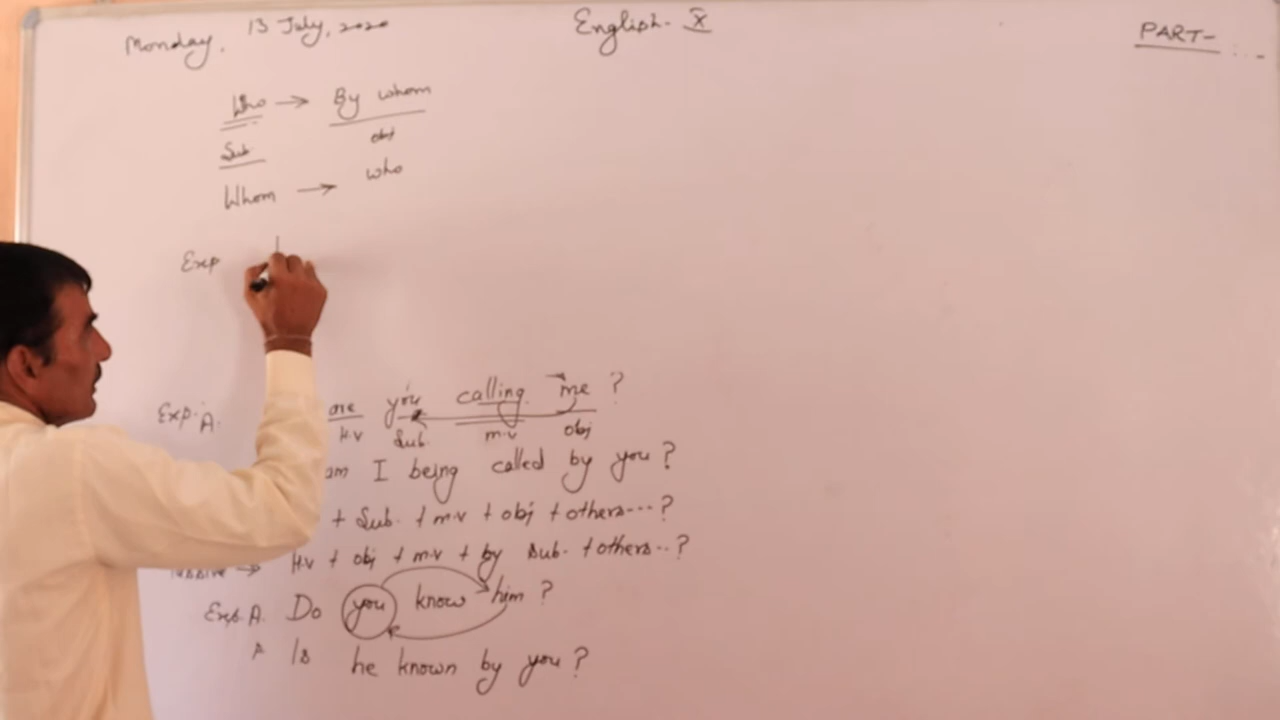 Monday, 13 July, 2020
English - X
PART-
Who → By whom
Sub. obj
Whom → who
Exp
Exp. A. are you calling me ?
H.V Sub. m.v obj
am I being called by you ?
+ Sub. + m.v + obj + others---?
→ H.V + obj + m.v + by sub. + others..?
Exp. A. Do you know him ?
Is he known by you ?